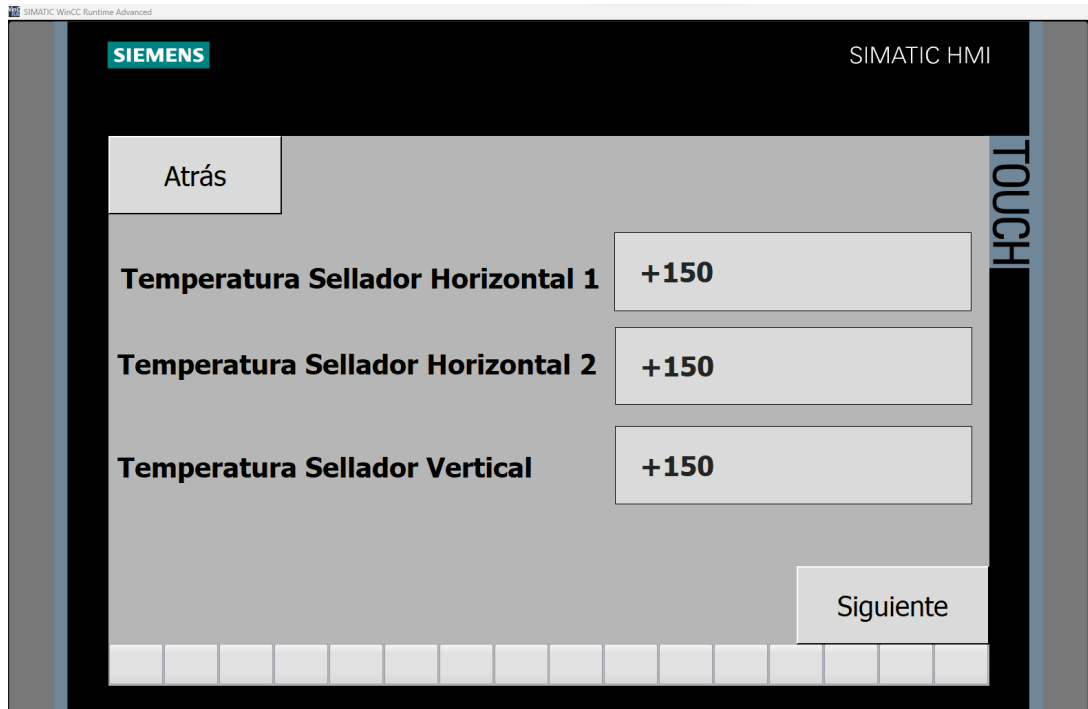 SIMATIC WinCC Runtime Advanced
SIEMENS
SIMATIC HMI
TOUCH
Atrás
Temperatura Sellador Horizontal 1
+150
Temperatura Sellador Horizontal 2
+150
Temperatura Sellador Vertical
+150
Siguiente